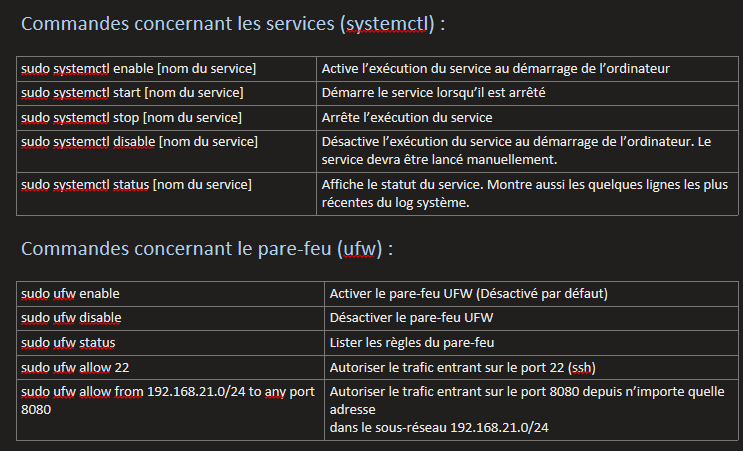 Commandes concernant les services (systemctl) :
sudo systemctl enable [nom du service]
Active l’exécution du service au démarrage de l’ordinateur
sudo systemctl start [nom du service]
Démarre le service lorsqu’il est arrêté
sudo systemctl stop [nom du service]
Arrête l’exécution du service
sudo systemctl disable [nom du service]
Désactive l’exécution du service au démarrage de l’ordinateur. Le
service devra être lancé manuellement.
sudo systemctl status [nom du service]
Affiche le statut du service. Montre aussi les quelques lignes les plus
récentes du log système.
Commandes concernant le pare-feu (ufw) :
sudo ufw enable
Activer le pare-feu UFW (Désactivé par défaut)
sudo ufw disable
Désactiver le pare-feu UFW
sudo ufw status
Lister les règles du pare-feu
sudo ufw allow 22
Autoriser le trafic entrant sur le port 22 (ssh)
sudo ufw allow from 192.168.21.0/24 to any port
8080
Autoriser le trafic entrant sur le port 8080 depuis n’importe quelle
adresse
dans le sous-réseau 192.168.21.0/24